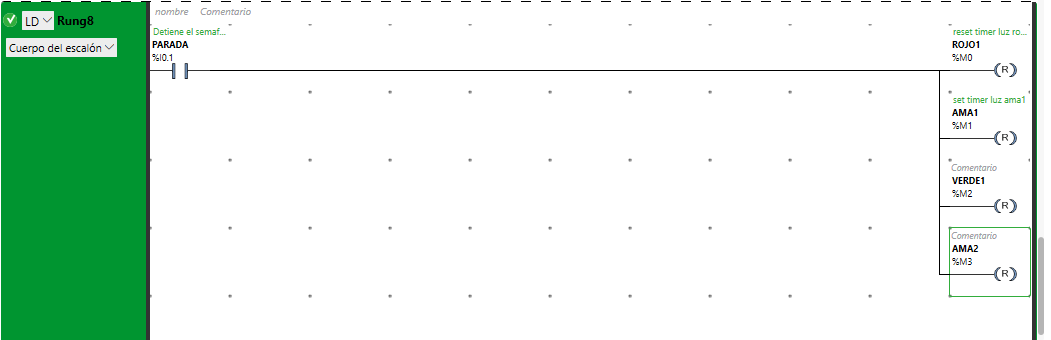 LD Rung8
Cuerpo del escalón
nombre Comentario
Detiene el semaf...
PARADA
%I0.1
reset timer luz ro...
ROJO1
%M0
R
set timer luz ama1
AMA1
%M1
R
Comentario
VERDE1
%M2
R
Comentario
AMA2
%M3
R